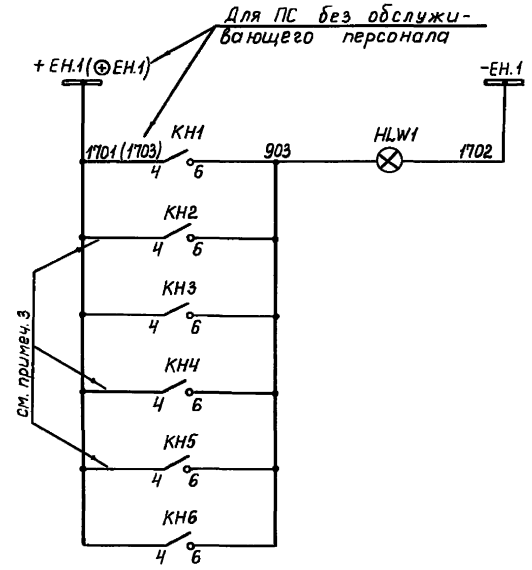 Для ПС без обслужи-
вающего персонала
+ ЕН.1 (⊕ ЕН.1)
-ЕН.1
1701 (1703)
КН1
903
HLW1
1702
4 6
КН2
4 6
КН3
4 6
см. примеч. 3
КН4
4 6
КН5
4 6
КН6
4 6